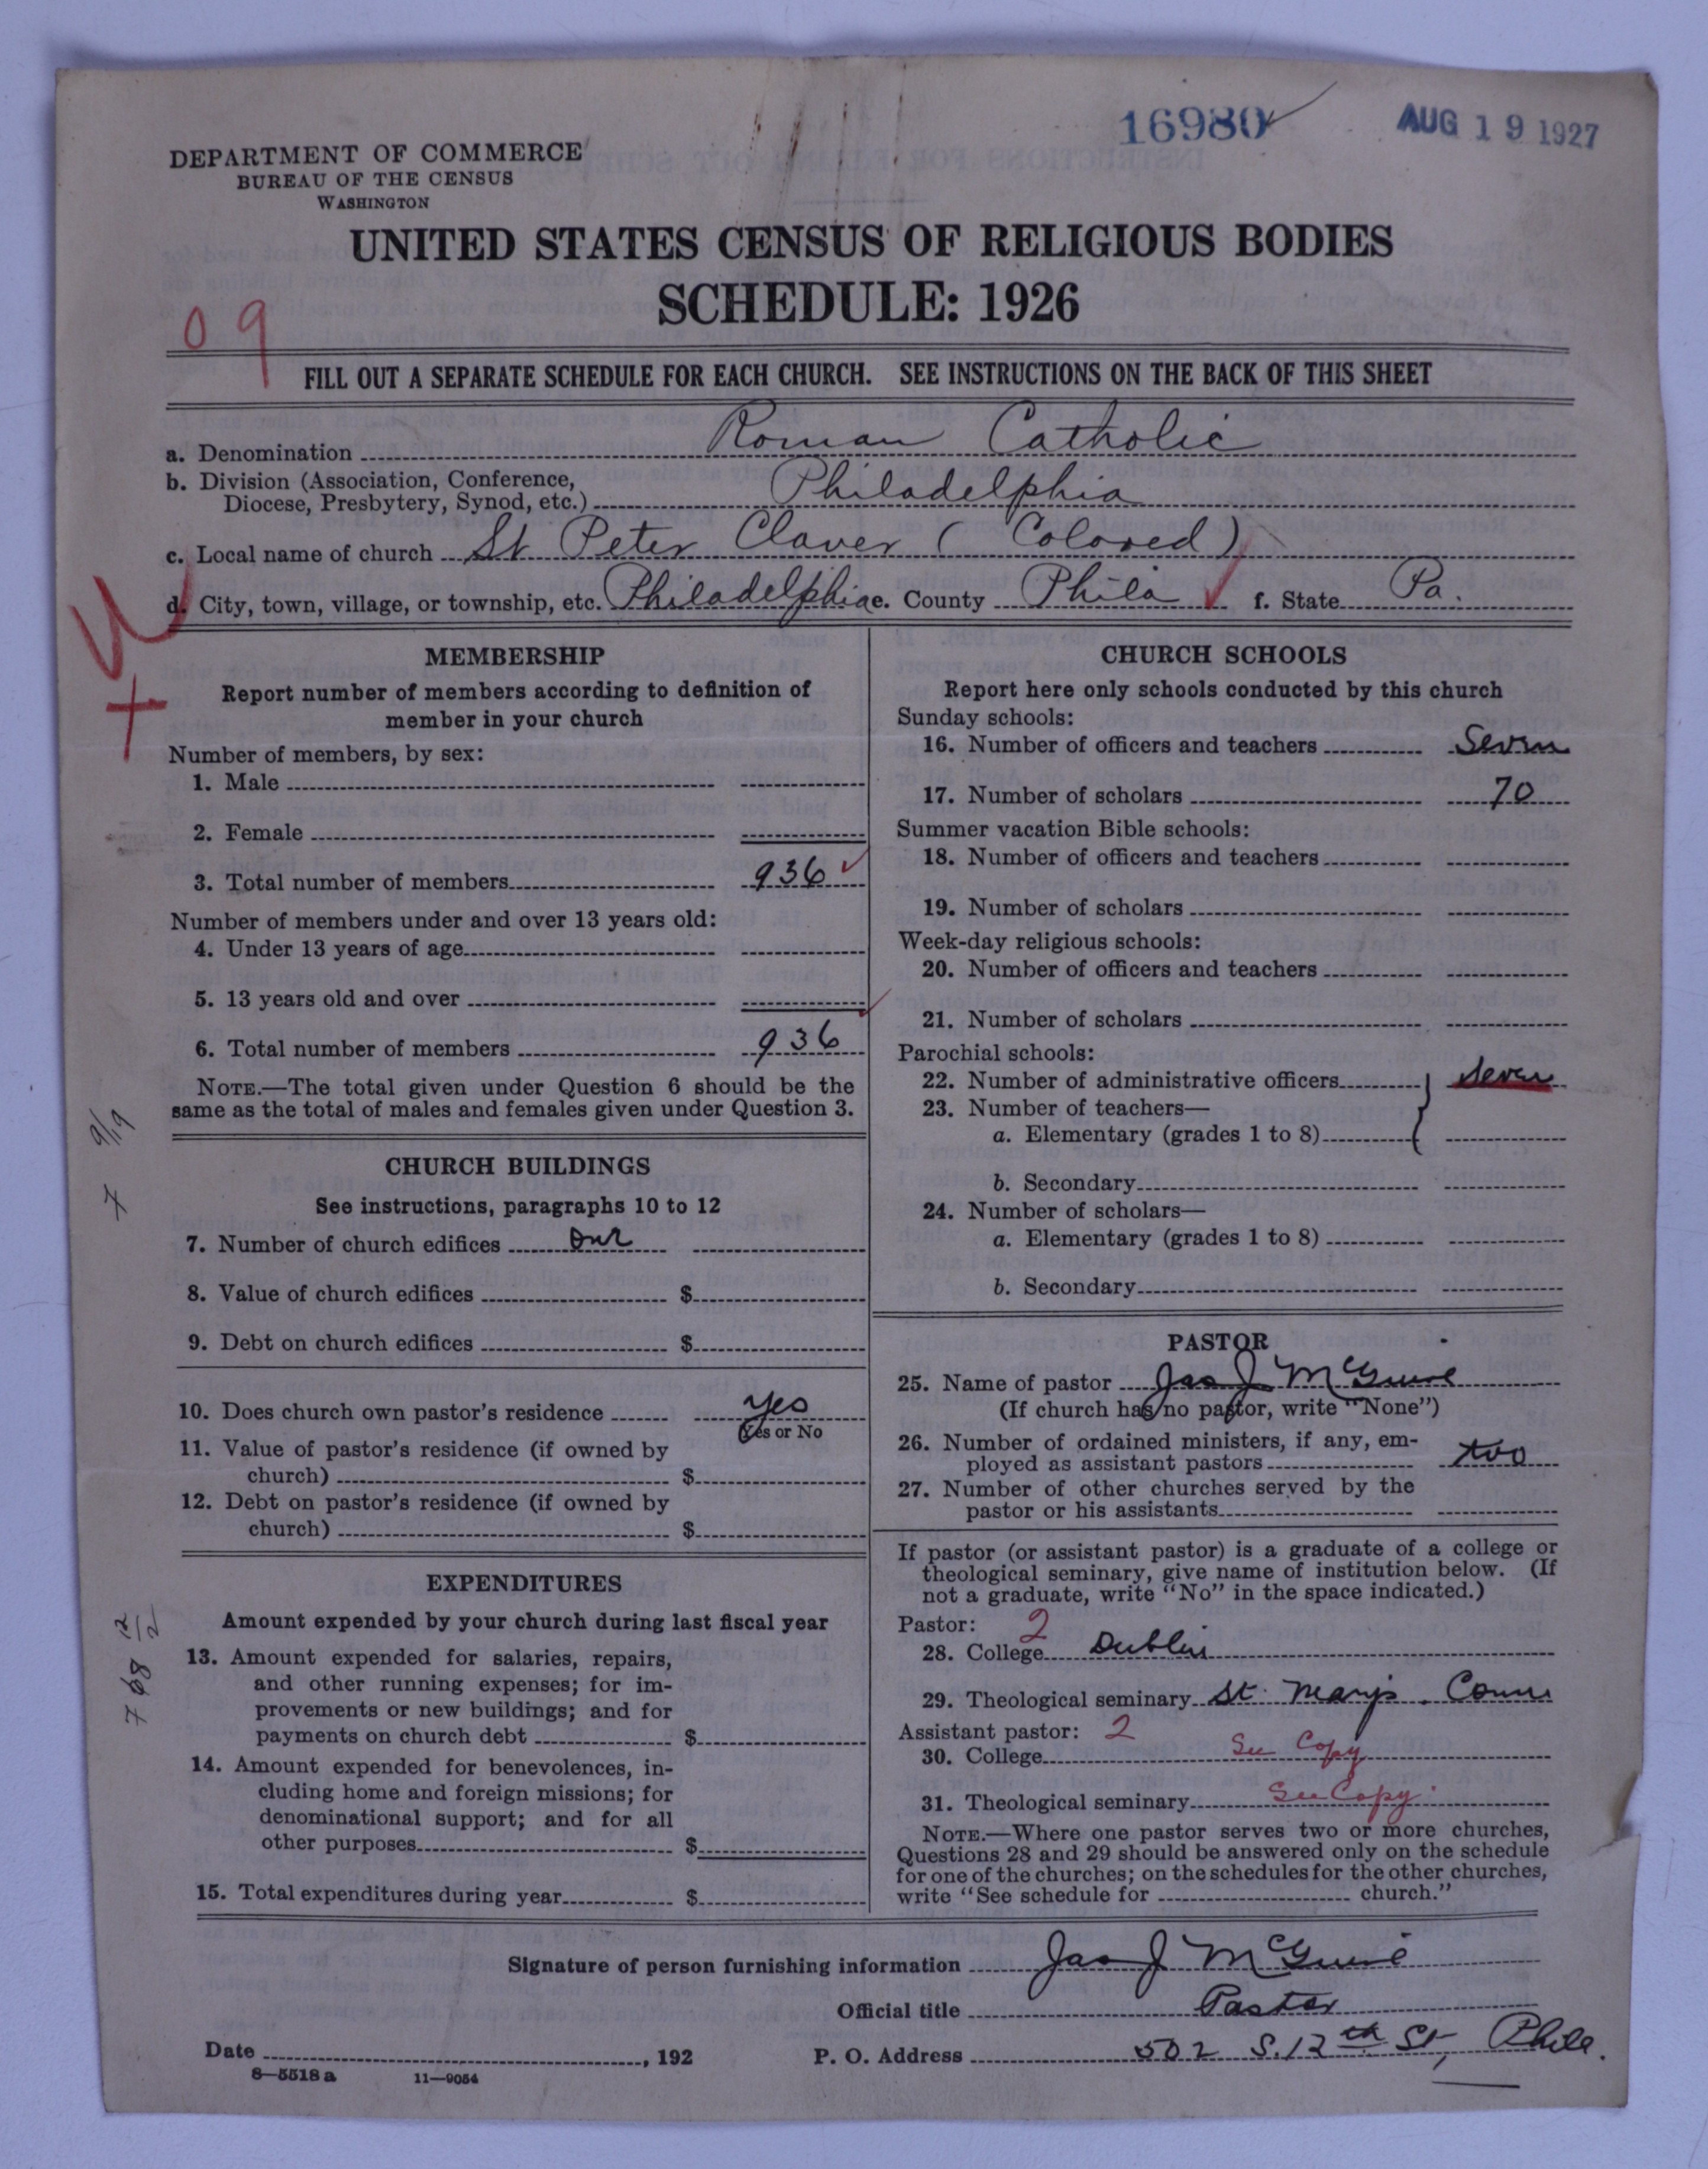 16980 AUG 19 1927
DEPARTMENT OF COMMERCE
BUREAU OF THE CENSUS
WASHINGTON
UNITED STATES CENSUS OF RELIGIOUS BODIES
SCHEDULE: 1926
09
FILL OUT A SEPARATE SCHEDULE FOR EACH CHURCH. SEE INSTRUCTIONS ON THE BACK OF THIS SHEET
a. Denomination Roman Catholic
b. Division (Association, Conference,
Diocese, Presbytery, Synod, etc.) Philadelphia
c. Local name of church St Peter Claver (Colored)
d. City, town, village, or township, etc. Philadelphia e. County Phila f. State Pa.
MEMBERSHIP
Report number of members according to definition of
member in your church
Number of members, by sex:
1. Male
2. Female
3. Total number of members 936
Number of members under and over 13 years old:
4. Under 13 years of age
5. 13 years old and over
6. Total number of members 936
NOTE.—The total given under Question 6 should be the
same as the total of males and females given under Question 3.
7 9/19
CHURCH BUILDINGS
See instructions, paragraphs 10 to 12
7. Number of church edifices One
8. Value of church edifices $
9. Debt on church edifices $
10. Does church own pastor's residence Yes
Yes or No
11. Value of pastor's residence (if owned by
church) $
12. Debt on pastor's residence (if owned by
church) $
EXPENDITURES
Amount expended by your church during last fiscal year
13. Amount expended for salaries, repairs,
and other running expenses; for im-
provements or new buildings; and for
payments on church debt $
14. Amount expended for benevolences, in-
cluding home and foreign missions; for
denominational support; and for all
other purposes $
15. Total expenditures during year $
CHURCH SCHOOLS
Report here only schools conducted by this church
Sunday schools:
16. Number of officers and teachers Seven
17. Number of scholars 70
Summer vacation Bible schools:
18. Number of officers and teachers
19. Number of scholars
Week-day religious schools:
20. Number of officers and teachers
21. Number of scholars
Parochial schools:
22. Number of administrative officers seven
23. Number of teachers—
a. Elementary (grades 1 to 8)
b. Secondary
24. Number of scholars—
a. Elementary (grades 1 to 8)
b. Secondary
PASTOR
25. Name of pastor Jas J McGuire
(If church has no pastor, write "None")
26. Number of ordained ministers, if any, em-
ployed as assistant pastors two
27. Number of other churches served by the
pastor or his assistants
If pastor (or assistant pastor) is a graduate of a college or
theological seminary, give name of institution below. (If
not a graduate, write "No" in the space indicated.)
Pastor: 2
28. College Dublin
29. Theological seminary St. Mary's. Conn
Assistant pastor: 2
30. College See Copy
31. Theological seminary See Copy
NOTE.—Where one pastor serves two or more churches,
Questions 28 and 29 should be answered only on the schedule
for one of the churches; on the schedules for the other churches,
write "See schedule for church."
Signature of person furnishing information Jas J McGuire
Official title Pastor
Date , 192 P. O. Address 502 S. 12th St, Phila.
8—5518 a 11—9054